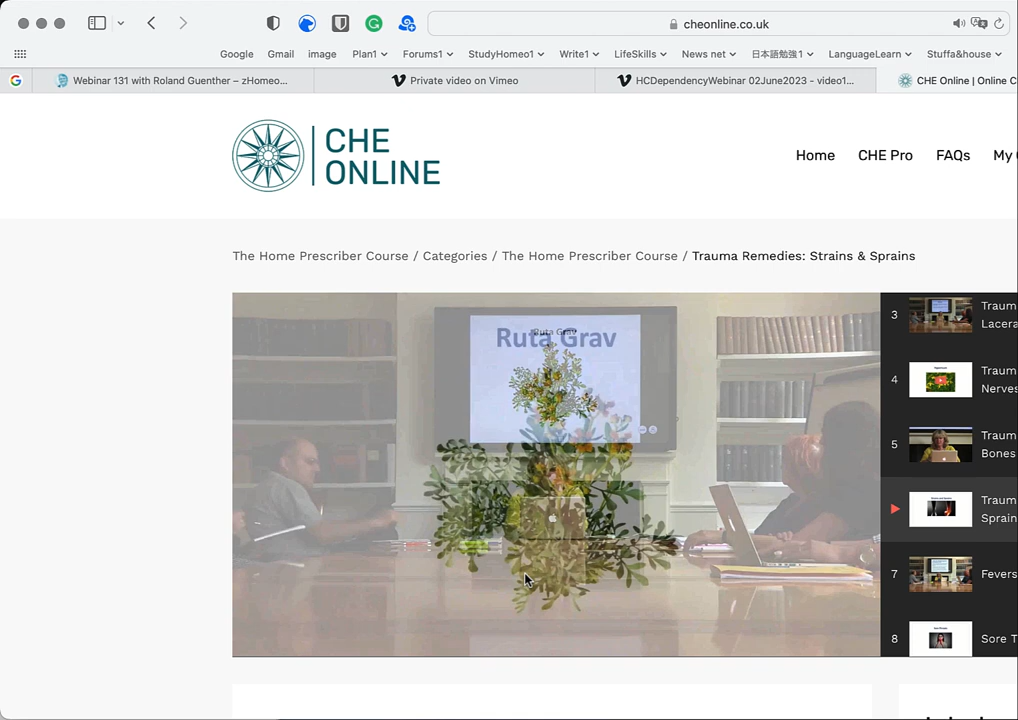 cheonline.co.uk
Google Gmail image Plan1 Forums1 StudyHomeo1 Write1 LifeSkills News net 日本語勉強1 LanguageLearn Stuffa&house
Webinar 131 with Roland Guenther – zHomeo... Private video on Vimeo HCDependencyWebinar 02June2023 - video1... CHE Online | Online C
CHE
ONLINE
Home CHE Pro FAQs My
The Home Prescriber Course / Categories / The Home Prescriber Course / Trauma Remedies: Strains & Sprains
Ruta Grav
Ruta Grav
3 Traum
Lacera
4 Traum
Nerves
5 Traum
Bones
Traum
Sprain
7 Fevers
8 Sore T